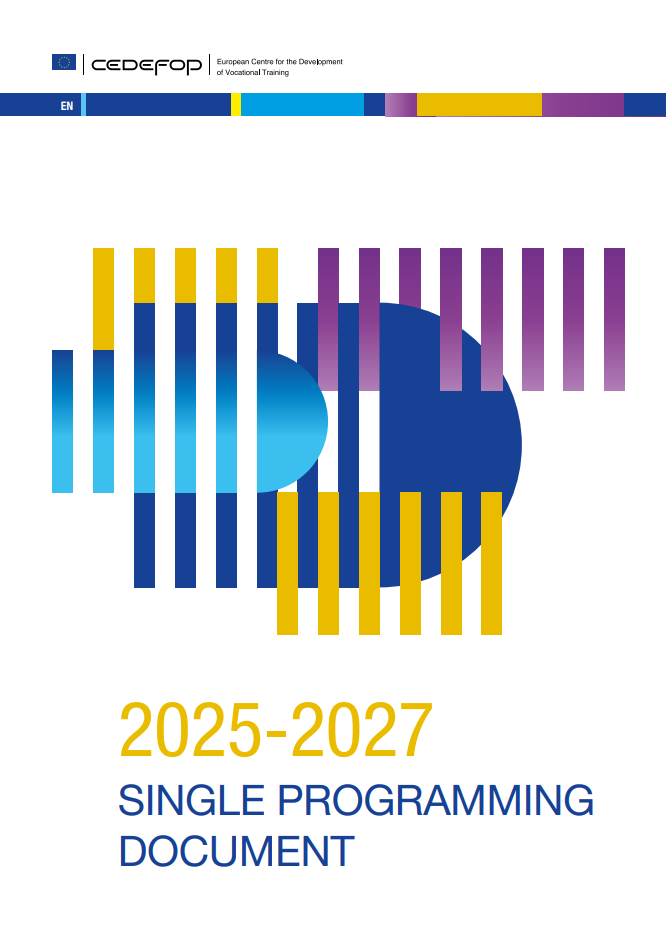 CEDEFOP
European Centre for the Development
of Vocational Training
EN
2025-2027
SINGLE PROGRAMMING
DOCUMENT